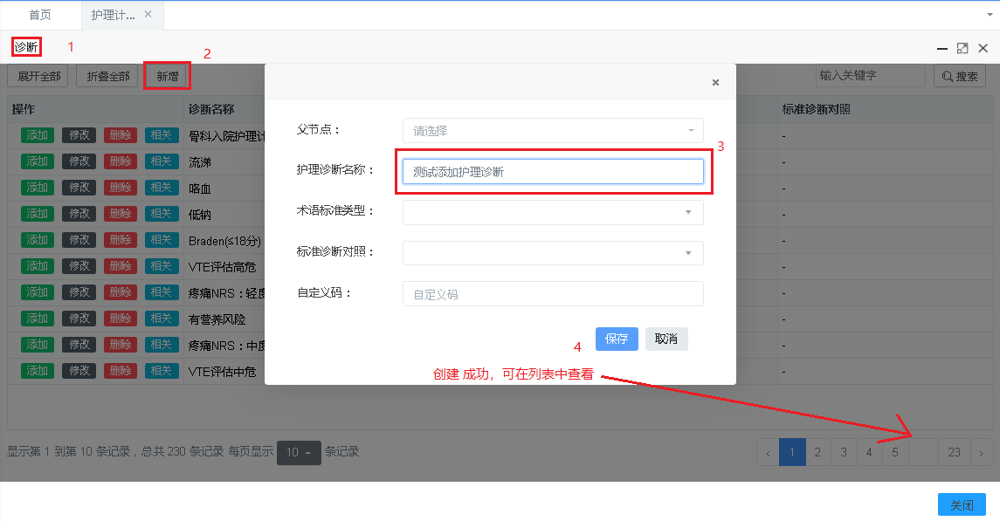 首页
护理计... ×
诊断 1
2
展开全部 折叠全部 新增 输入关键字 搜索
操作 诊断名称 标准诊断对照
添加 修改 删除 相关 骨科入院护理计 -
添加 修改 删除 相关 流涕 -
添加 修改 删除 相关 咯血 -
添加 修改 删除 相关 低钠 -
添加 修改 删除 相关 Braden(≤18分) -
添加 修改 删除 相关 VTE评估高危 -
添加 修改 删除 相关 疼痛NRS：轻度 -
添加 修改 删除 相关 有营养风险 -
添加 修改 删除 相关 疼痛NRS：中度 -
添加 修改 删除 相关 VTE评估中危 -
×
父节点： 请选择
3
护理诊断名称： 测试添加护理诊断
术语标准类型：
标准诊断对照：
自定义码： 自定义码
4 保存 取消
创建 成功，可在列表中查看
显示第 1 到第 10 条记录，总共 230 条记录 每页显示 10 条记录
‹ 1 2 3 4 5 ... 23 ›
关闭